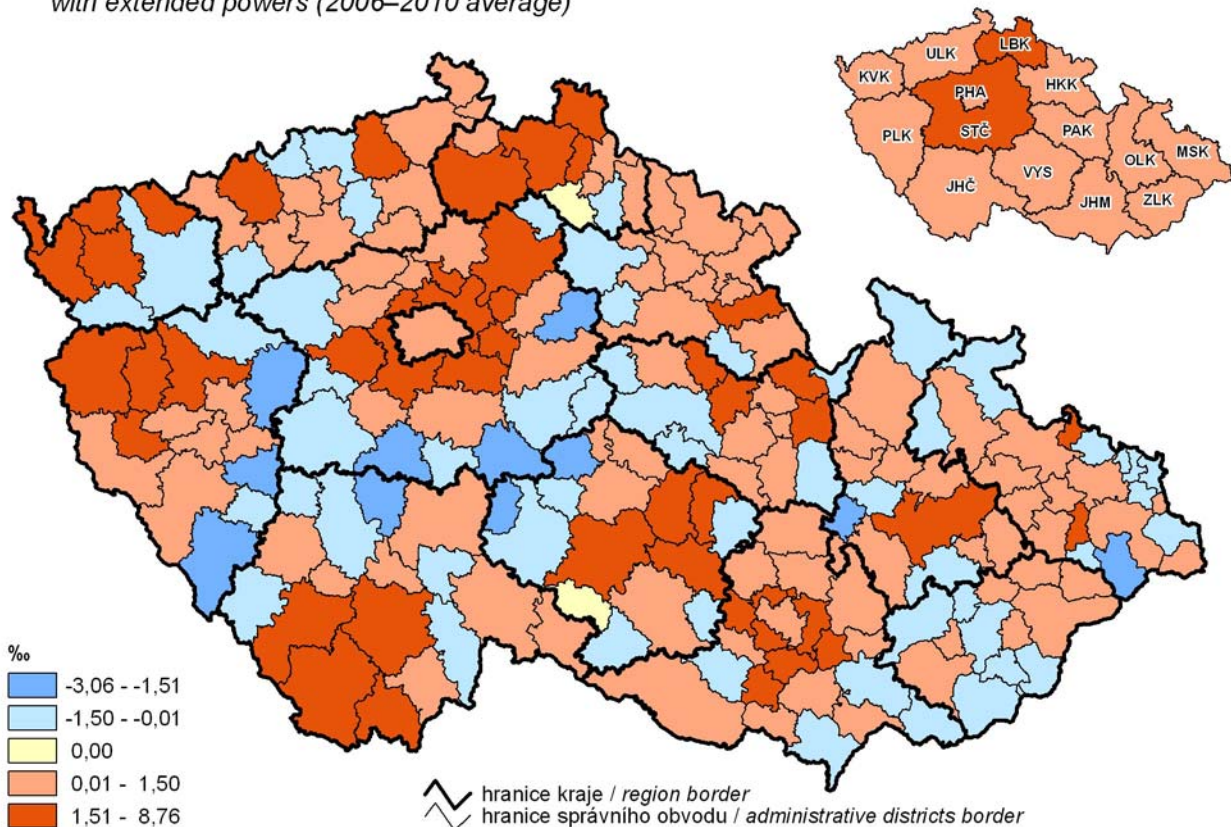 with extended powers (2006–2010 average)
ULK
LBK
KVK
PHA
HKK
PLK
STČ
PAK
OLK
MSK
VYS
JHČ
JHM
ZLK
‰
-3,06 - -1,51
-1,50 - -0,01
0,00
0,01 - 1,50
1,51 - 8,76
hranice kraje / region border
hranice správního obvodu / administrative districts border